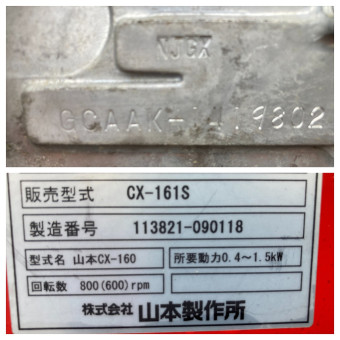 GCAAK-1419802
販売型式 CX-161S
製造番号 113821-090118
型式名 山本CX-160 所要動力0.4～1.5kW
回転数 800(600)rpm
株式会社 山本製作所